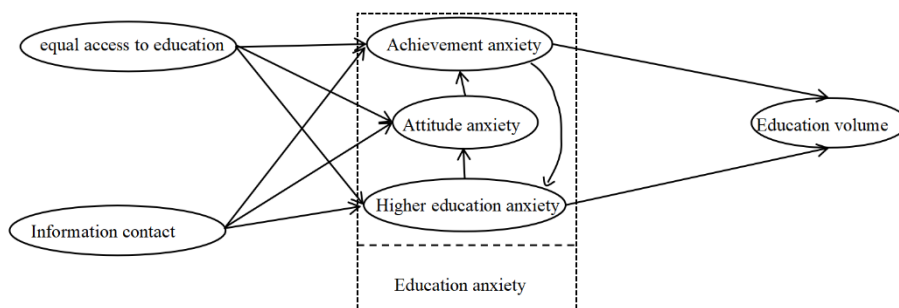 equal access to education
Achievement anxiety
Attitude anxiety
Education volume
Higher education anxiety
Information contact
Education anxiety